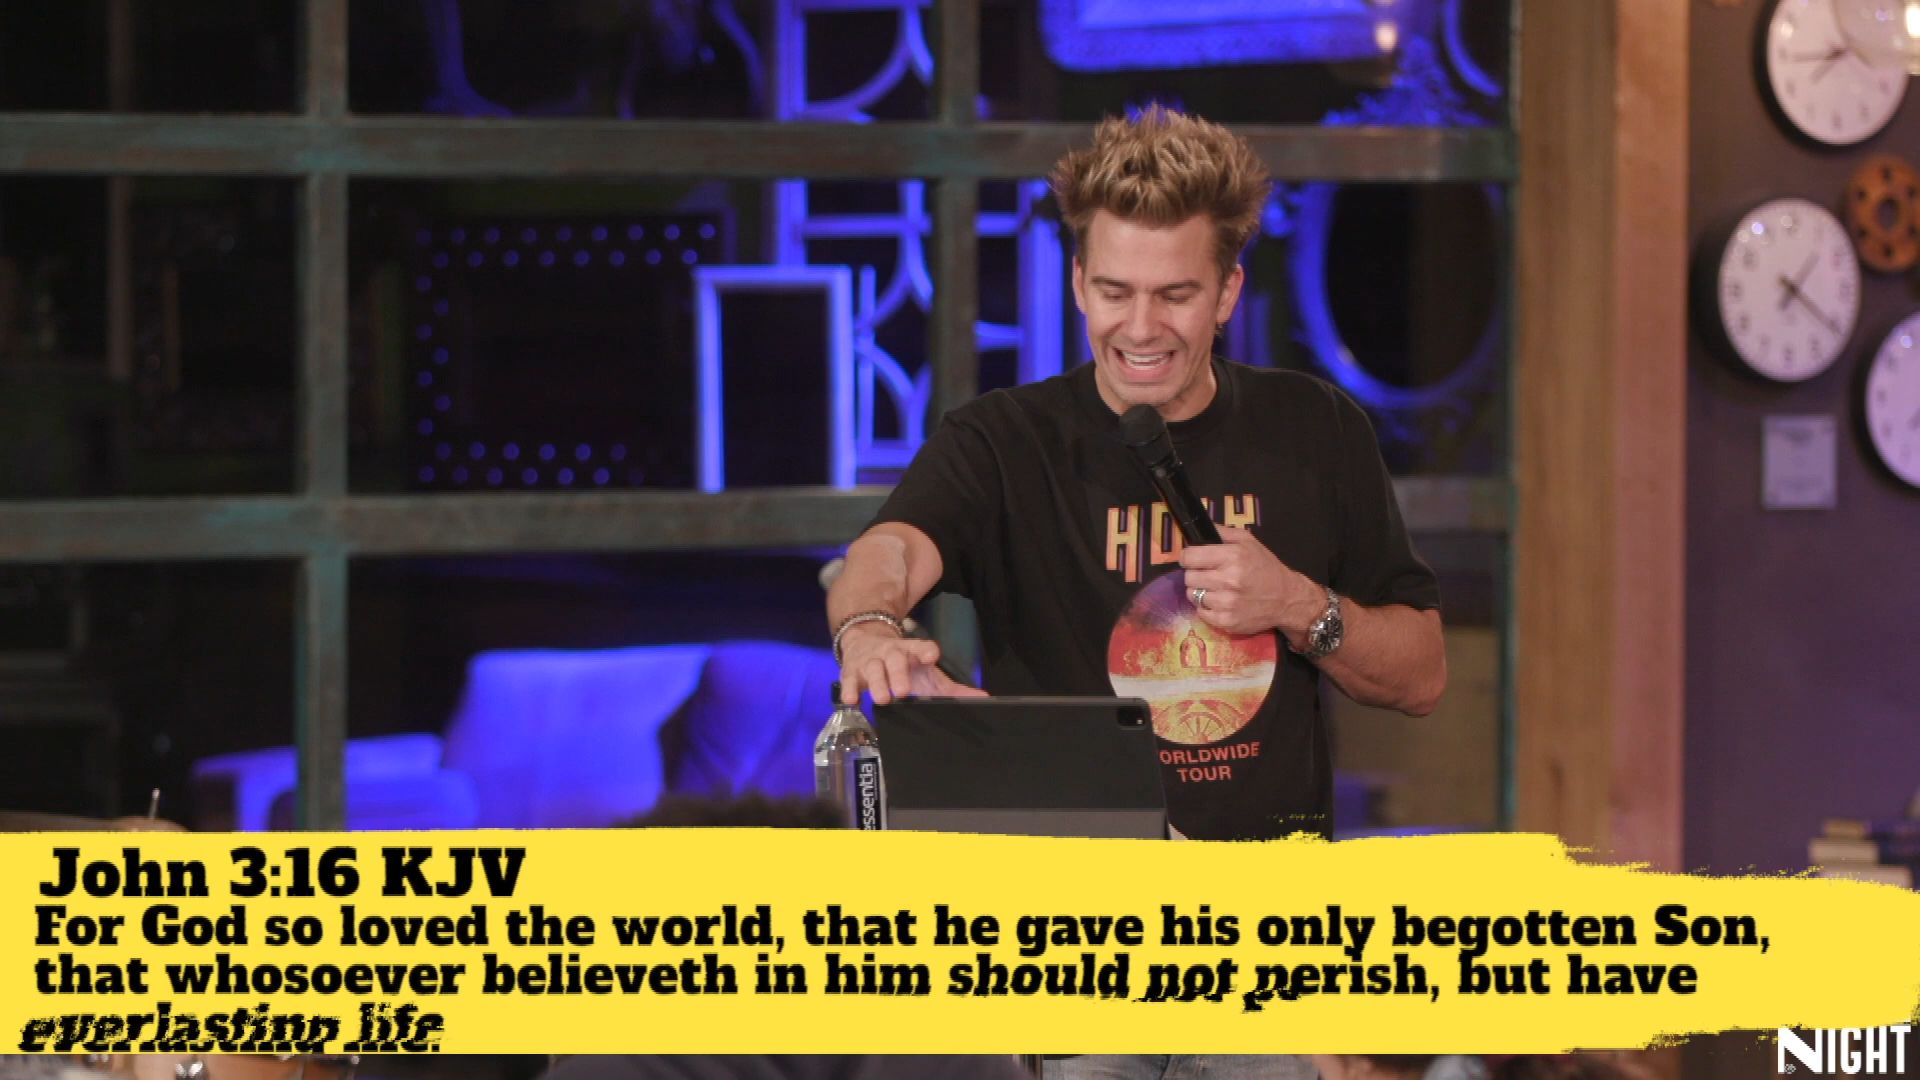 HOLY
WORLDWIDE
TOUR
essentia
John 3:16 KJV
For God so loved the world, that he gave his only begotten Son,
that whosoever believeth in him should not perish, but have
everlasting life.
NIGHT